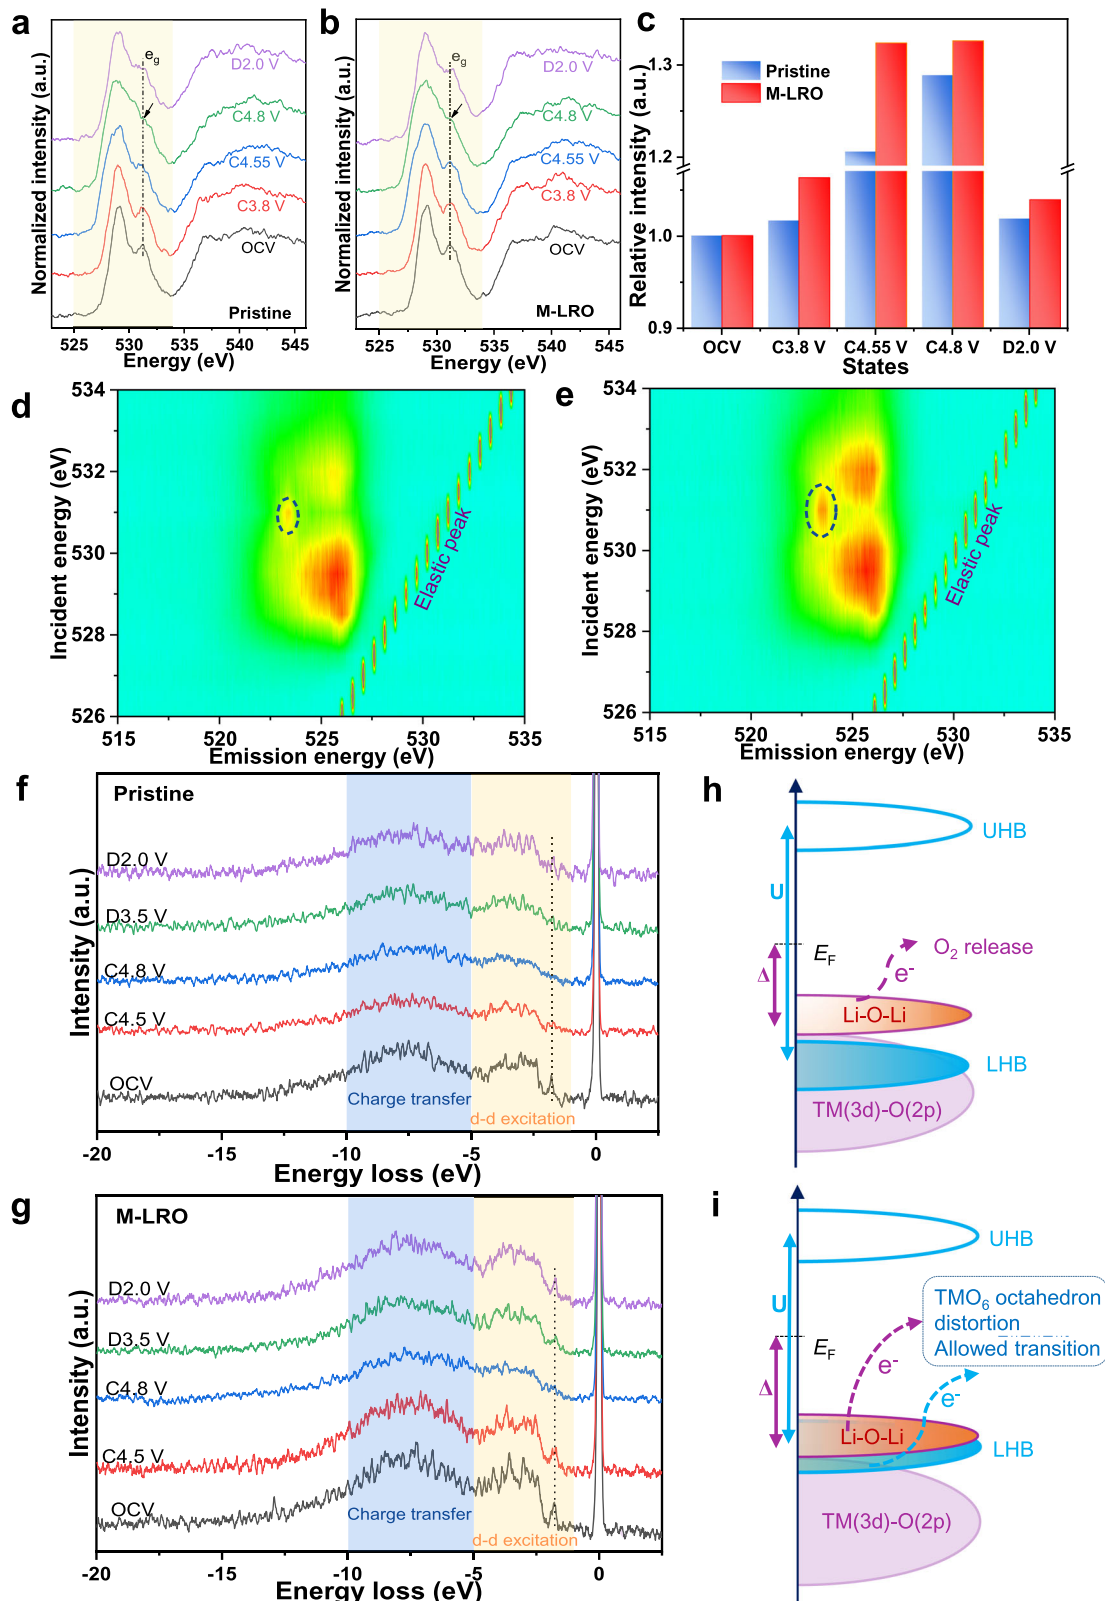 a
Normalized intensity (a.u.)
e_g
D2.0 V
C4.8 V
C4.55 V
C3.8 V
OCV
Pristine
525 530 535 540 545
Energy (eV)
b
Normalized intensity (a.u.)
e_g
D2.0 V
C4.8 V
C4.55 V
C3.8 V
OCV
M-LRO
525 530 535 540 545
Energy (eV)
c
Relative intensity (a.u.)
1.3
1.2
1.0
0.9
Pristine
M-LRO
OCV C3.8 V C4.55 V C4.8 V D2.0 V
States
d
Incident energy (eV)
534
532
530
528
526
Elastic peak
515 520 525 530 535
Emission energy (eV)
e
Incident energy (eV)
534
532
530
528
526
Elastic peak
515 520 525 530 535
Emission energy (eV)
f
Pristine
Intensity (a.u.)
D2.0 V
D3.5 V
C4.8 V
C4.5 V
OCV
Charge transfer
d-d excitation
-20 -15 -10 -5 0
Energy loss (eV)
h
UHB
U
E_F
O₂ release
e⁻
Δ
Li-O-Li
LHB
TM(3d)-O(2p)
g
M-LRO
Intensity (a.u.)
D2.0 V
D3.5 V
C4.8 V
C4.5 V
OCV
Charge transfer
d-d excitation
-20 -15 -10 -5 0
Energy loss (eV)
i
UHB
U
TMO₆ octahedron
distortion
Allowed transition
E_F
e⁻
e⁻
Δ
Li-O-Li
LHB
TM(3d)-O(2p)